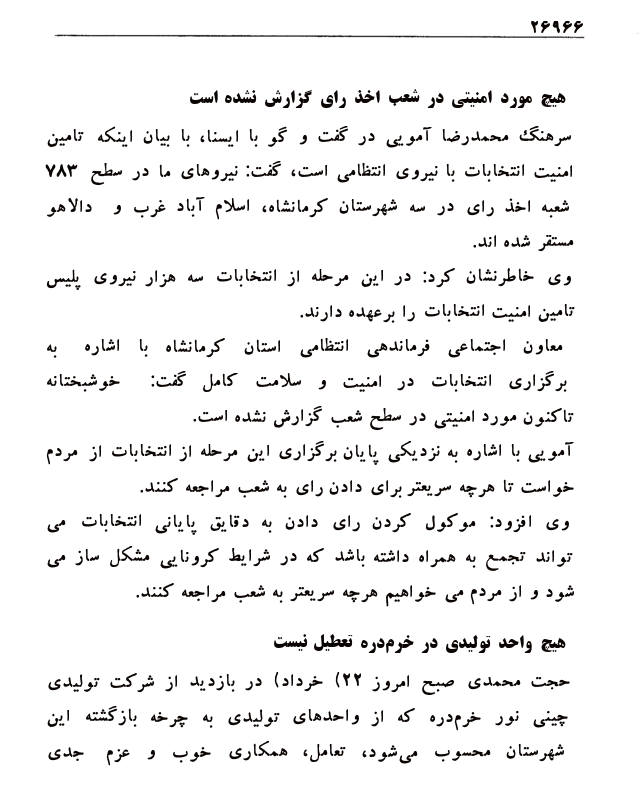 ۲۶۹۶۶
هیچ مورد امنیتی در شعب اخذ رای گزارش نشده است
سرهنگ محمدرضا آمویی در گفت و گو با ایسنا، با بیان اینکه تامین
امنیت انتخابات با نیروی انتظامی است، گفت: نیروهای ما در سطح ۷۸۳
شعبه اخذ رای در سه شهرستان کرمانشاه، اسلام آباد غرب و دالاهو
مستقر شده اند.
وی خاطرنشان کرد: در این مرحله از انتخابات سه هزار نیروی پلیس
تامین امنیت انتخابات را برعهده دارند.
معاون اجتماعی فرماندهی انتظامی استان کرمانشاه با اشاره به
برگزاری انتخابات در امنیت و سلامت کامل گفت: خوشبختانه
تاکنون مورد امنیتی در سطح شعب گزارش نشده است.
آمویی با اشاره به نزدیکی پایان برگزاری این مرحله از انتخابات از مردم
خواست تا هرچه سریعتر برای دادن رای به شعب مراجعه کنند.
وی افزود: موکول کردن رای دادن به دقایق پایانی انتخابات می
تواند تجمع به همراه داشته باشد که در شرایط کرونایی مشکل ساز می
شود و از مردم می خواهیم هرچه سریعتر به شعب مراجعه کنند.
هیچ واحد تولیدی در خرم‌دره تعطیل نیست
حجت محمدی صبح امروز ۲۲) خرداد) در بازدید از شرکت تولیدی
چینی نور خرم‌دره که از واحدهای تولیدی به چرخه بازگشته این
شهرستان محسوب می‌شود، تعامل، همکاری خوب و عزم جدی